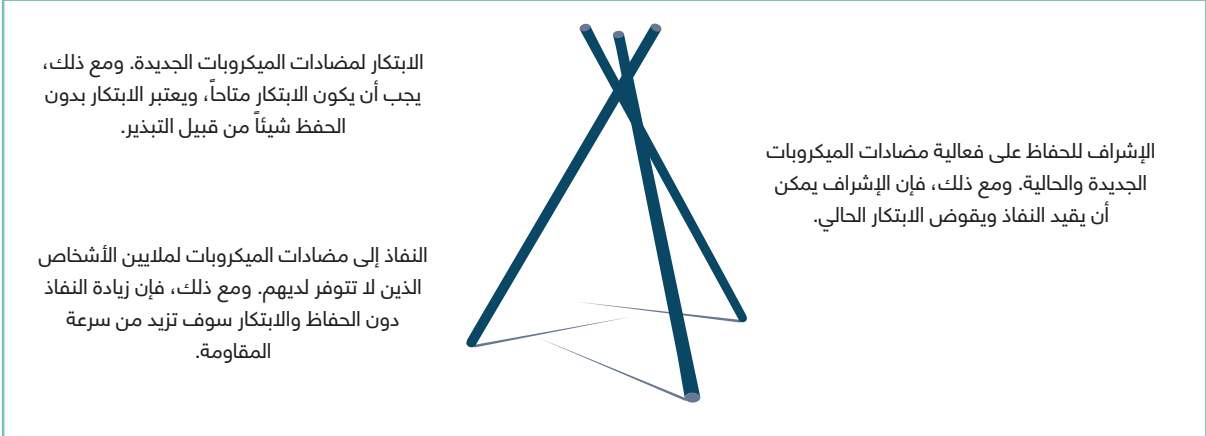 الابتكار لمضادات الميكروبات الجديدة. ومع ذلك،
يجب أن يكون الابتكار متاحاً، ويعتبر الابتكار بدون
الحفظ شيئاً من قبيل التبذير.
الإشراف للحفاظ على فعالية مضادات الميكروبات
الجديدة والحالية. ومع ذلك، فإن الإشراف يمكن
أن يقيد النفاذ ويقوض الابتكار الحالي.
النفاذ إلى مضادات الميكروبات لملايين الأشخاص
الذين لا تتوفر لديهم. ومع ذلك، فإن زيادة النفاذ
دون الحفاظ والابتكار سوف تزيد من سرعة
المقاومة.